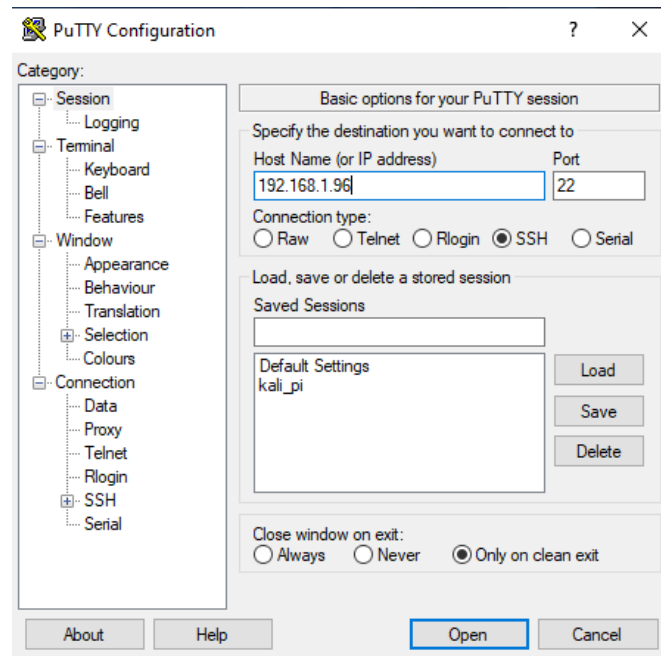 PuTTY Configuration ? ×
Category:
Session
Logging
Terminal
Keyboard
Bell
Features
Window
Appearance
Behaviour
Translation
Selection
Colours
Connection
Data
Proxy
Telnet
Rlogin
SSH
Serial
Basic options for your PuTTY session
Specify the destination you want to connect to
Host Name (or IP address) Port
192.168.1.96 22
Connection type:
Raw Telnet Rlogin SSH Serial
Load, save or delete a stored session
Saved Sessions
Default Settings
kali_pi
Load
Save
Delete
Close window on exit:
Always Never Only on clean exit
About Help Open Cancel